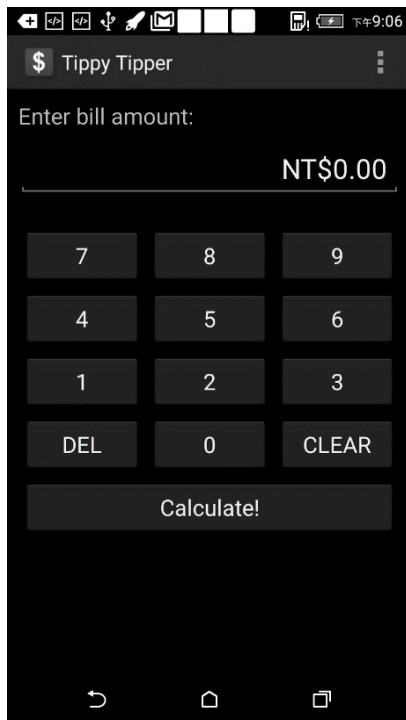 下午9:06
$ Tippy Tipper
Enter bill amount:
NT$0.00
7 8 9
4 5 6
1 2 3
DEL 0 CLEAR
Calculate!